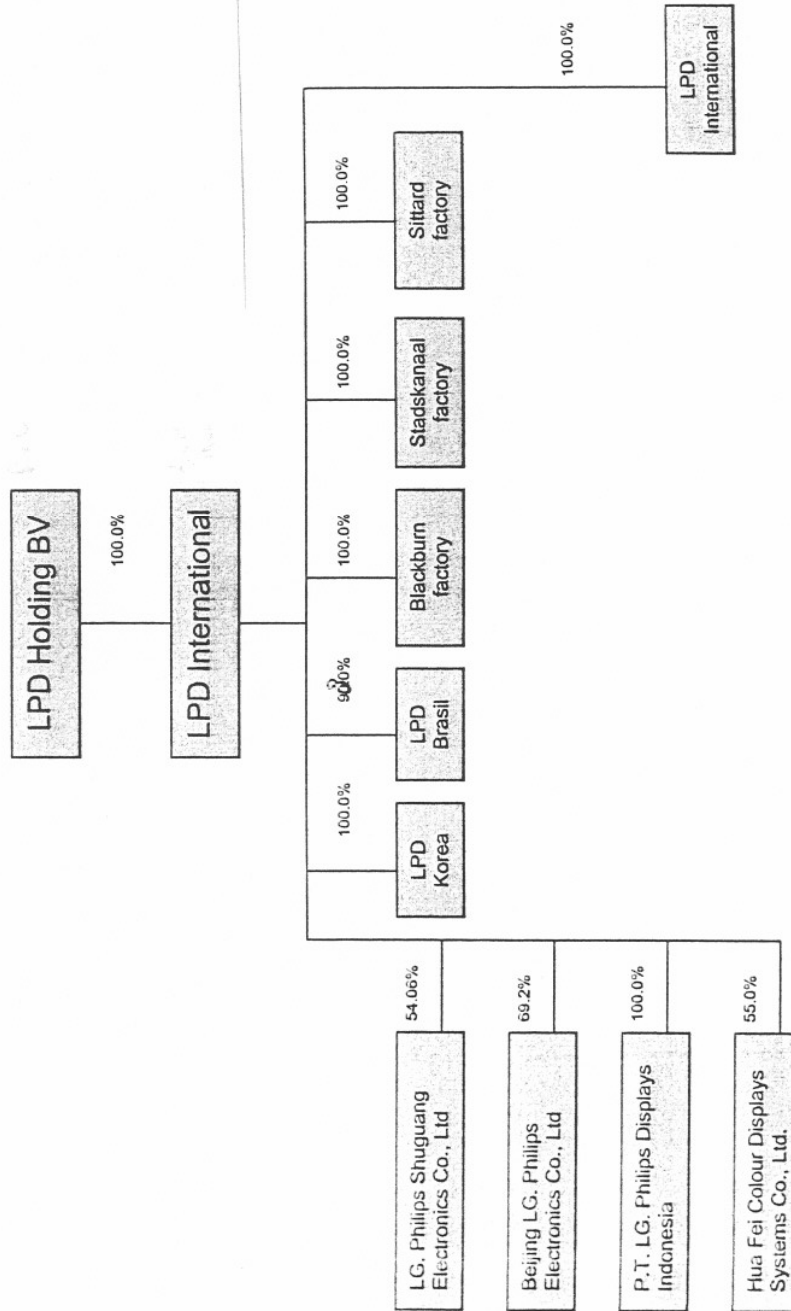 LPD Holding BV
100.0%
LPD International
100.0%
90.0%
100.0%
100.0%
100.0%
100.0%
LPD
Korea
LPD
Brasil
Blackburn
factory
Stadskanaal
factory
Sittard
factory
LPD
International
54.06%
LG. Philips Shuguang
Electronics Co., Ltd
69.2%
Beijing LG. Philips
Electronics Co., Ltd
100.0%
P.T. LG. Philips Displays
Indonesia
55.0%
Hua Fei Colour Displays
Systems Co., Ltd.